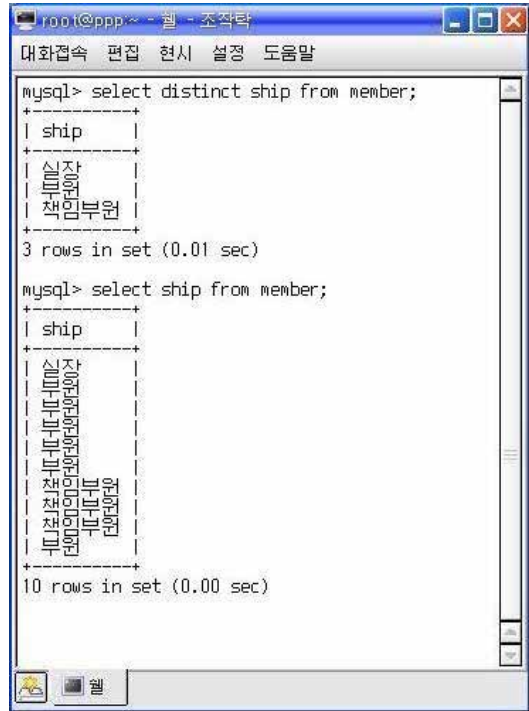 root@ppp:~ - 쉘 - 조작탁
대화접속 편집 현시 설정 도움말
mysql> select distinct ship from member;
+----------+
| ship     |
+----------+
| 실장     |
| 부원     |
| 책임부원 |
+----------+
3 rows in set (0.01 sec)
mysql> select ship from member;
+----------+
| ship     |
+----------+
| 실장     |
| 부원     |
| 부원     |
| 부원     |
| 부원     |
| 부원     |
| 책임부원 |
| 책임부원 |
| 책임부원 |
| 부원     |
+----------+
10 rows in set (0.00 sec)
쉘